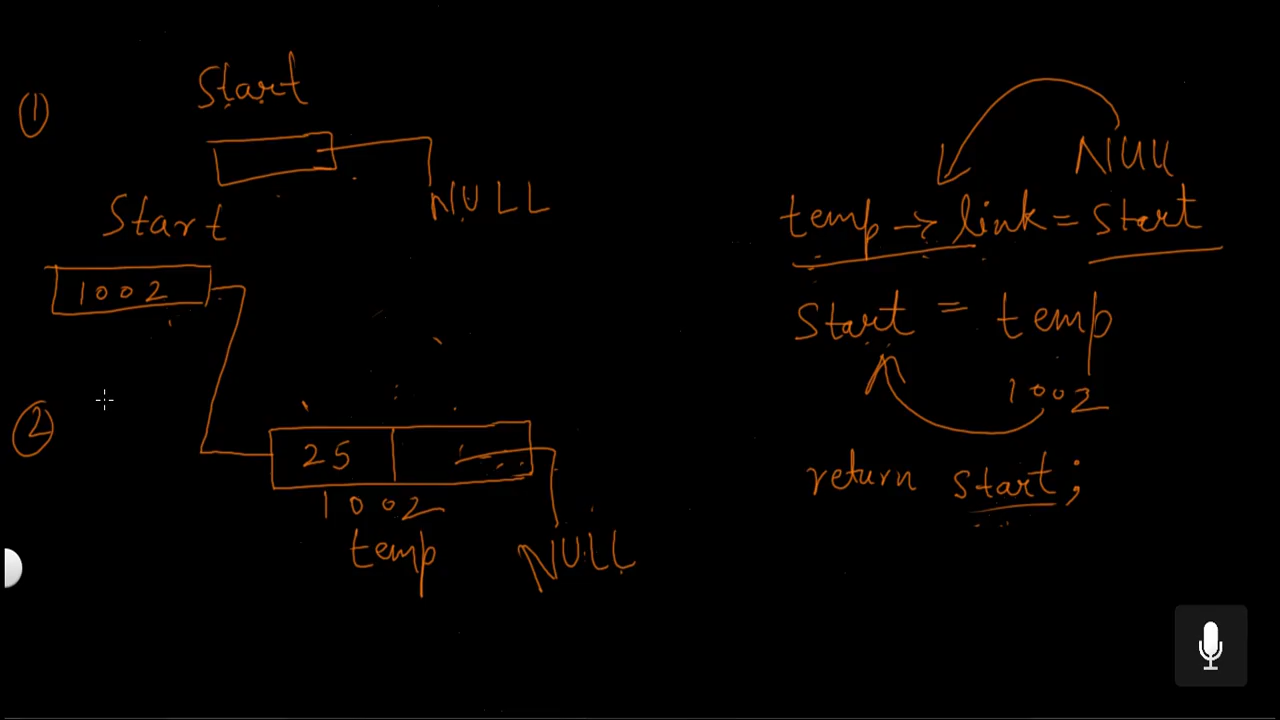 ①
Start
NULL
Start
1002
②
25
1002
temp
NULL
NULL
temp → link = Start
Start = temp
1002
return start;